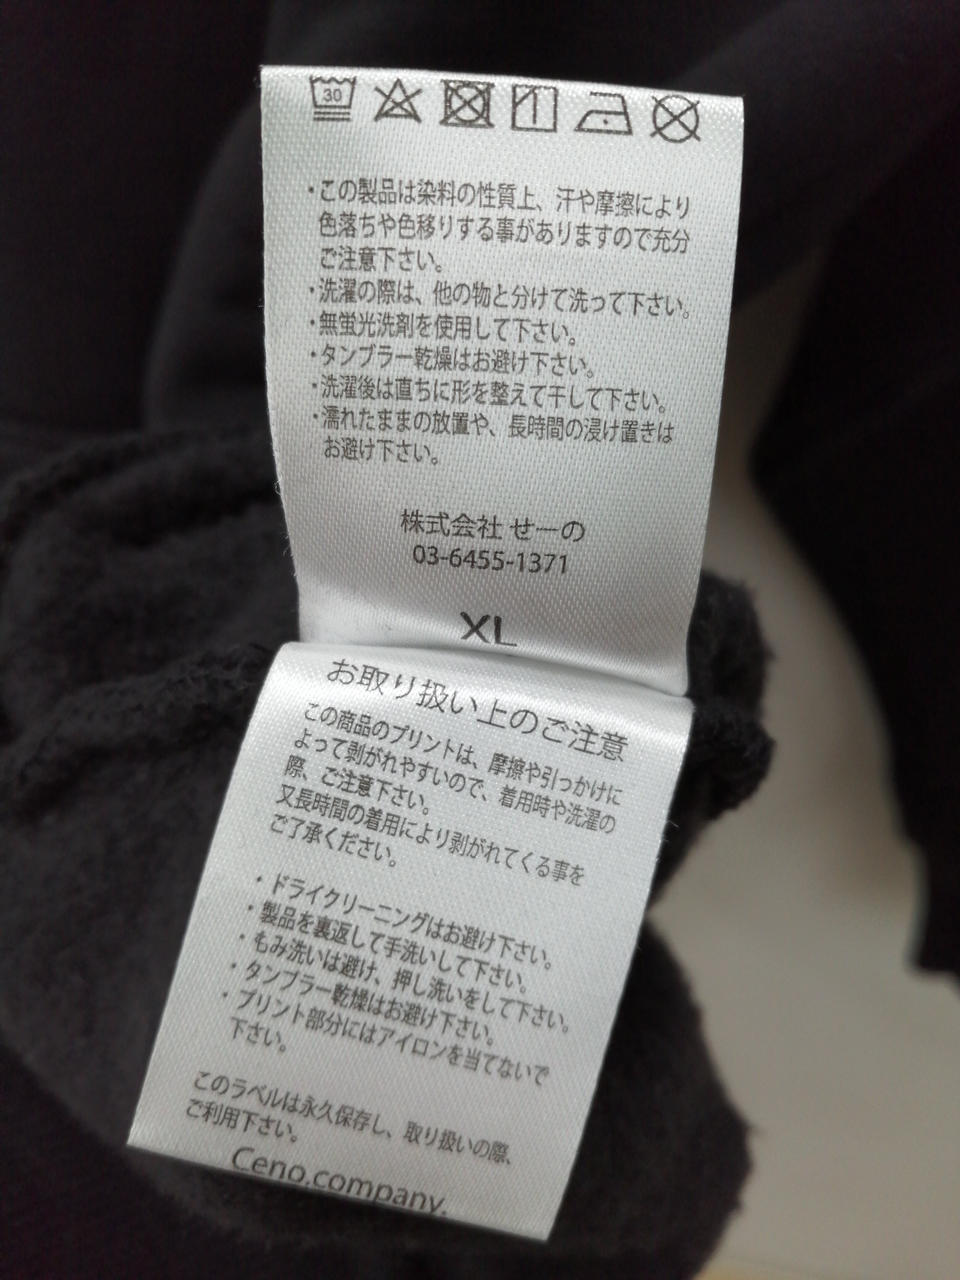 30
・この製品は染料の性質上、汗や摩擦により
色落ちや色移りする事がありますので充分
ご注意下さい。
・洗濯の際は、他の物と分けて洗って下さい。
・無蛍光洗剤を使用して下さい。
・タンブラー乾燥はお避け下さい。
・洗濯後は直ちに形を整えて干して下さい。
・濡れたままの放置や、長時間の浸け置きは
お避け下さい。
株式会社 せーの
03-6455-1371
XL
お取り扱い上のご注意
この商品のプリントは、摩擦や引っかけに
よって剥がれやすいので、着用時や洗濯の
際、ご注意下さい。
又長時間の着用により剥がれてくる事を
ご了承ください。
・ドライクリーニングはお避け下さい。
・製品を裏返して手洗いして下さい。
・もみ洗いは避け、押し洗いをして下さい。
・タンブラー乾燥はお避け下さい。
・プリント部分にはアイロンを当てないで
下さい。
このラベルは永久保存し、取り扱いの際、
ご利用下さい。
Ceno.company.